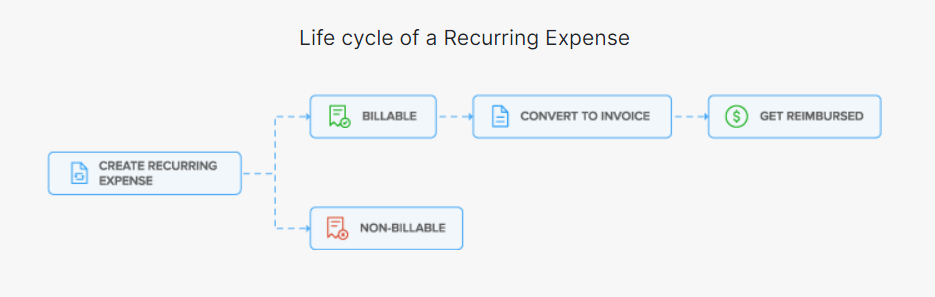 Life cycle of a Recurring Expense
CREATE RECURRING
EXPENSE
BILLABLE
CONVERT TO INVOICE
GET REIMBURSED
NON-BILLABLE